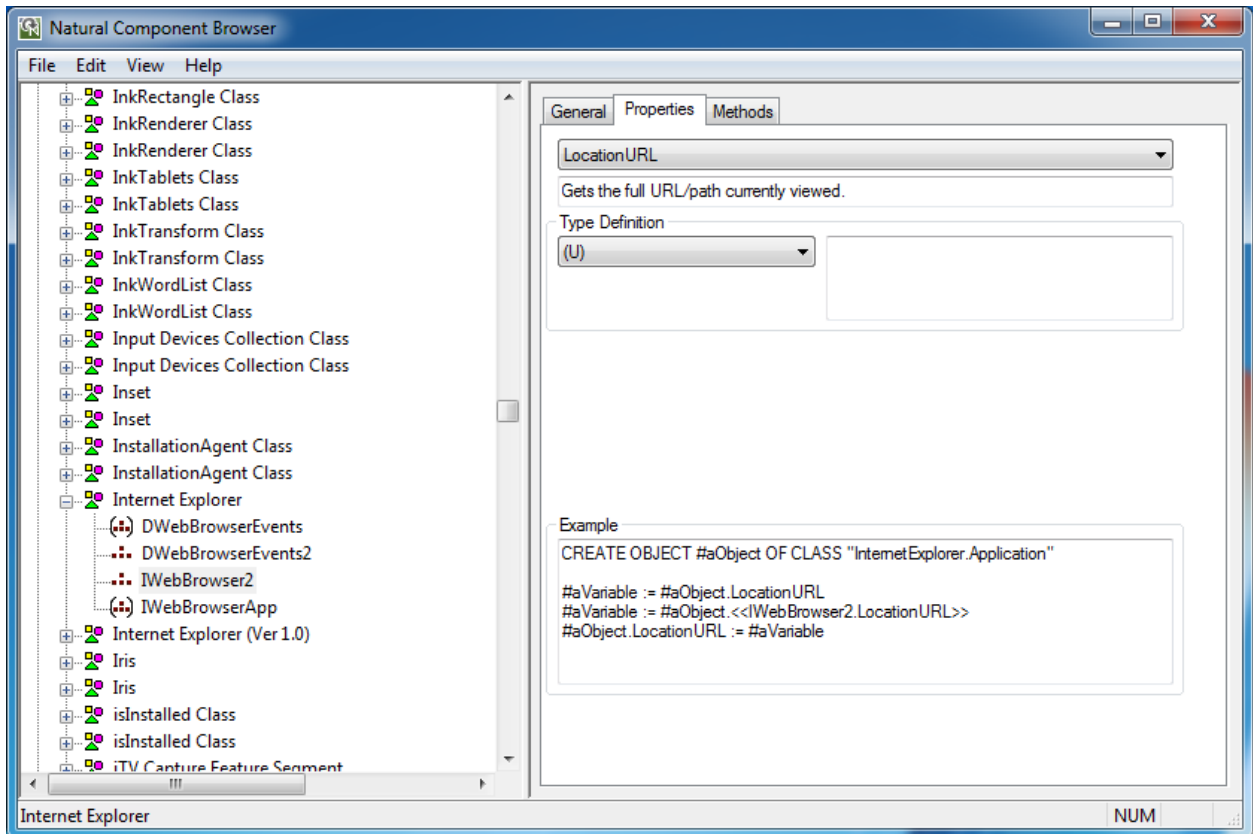 Natural Component Browser
File Edit View Help
InkRectangle Class
InkRenderer Class
InkRenderer Class
InkTablets Class
InkTablets Class
InkTransform Class
InkTransform Class
InkWordList Class
InkWordList Class
Input Devices Collection Class
Input Devices Collection Class
Inset
Inset
InstallationAgent Class
InstallationAgent Class
Internet Explorer
DWebBrowserEvents
DWebBrowserEvents2
IWebBrowser2
IWebBrowserApp
Internet Explorer (Ver 1.0)
Iris
Iris
isInstalled Class
isInstalled Class
iTV Capture Feature Segment
General Properties Methods
LocationURL
Gets the full URL/path currently viewed.
Type Definition
(U)
Example
CREATE OBJECT #aObject OF CLASS "InternetExplorer.Application"
#aVariable := #aObject.LocationURL
#aVariable := #aObject.<<IWebBrowser2.LocationURL>>
#aObject.LocationURL := #aVariable
Internet Explorer
NUM